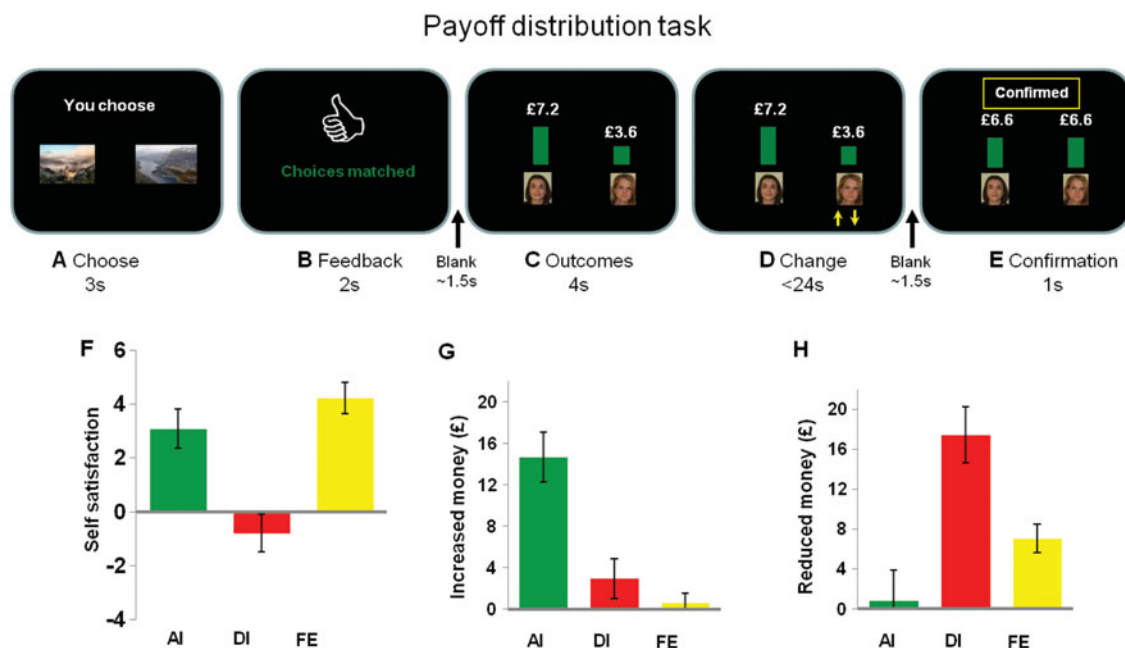 Payoff distribution task
You choose
Choices matched
£7.2
£3.6
£7.2
£3.6
Confirmed
£6.6 £6.6
A Choose
3s
B Feedback
2s
Blank
~1.5s
C Outcomes
4s
D Change
<24s
Blank
~1.5s
E Confirmation
1s
F
Self satisfaction
6
4
2
0
-2
-4
AI DI FE
G
Increased money (£)
20
16
12
8
4
0
AI DI FE
H
Reduced money (£)
20
16
12
8
4
0
AI DI FE